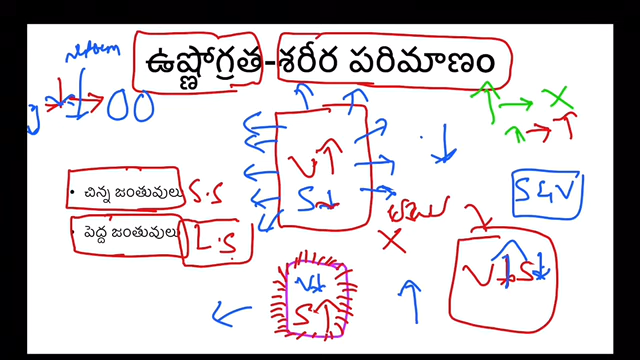 ఉష్ణోగ్రత-శరీర పరిమాణం
V↑
S↓
• చిన్న జంతువులు S.S
• పెద్ద జంతువులు L.S
S & V
V↓ S↓
V↓
S↑